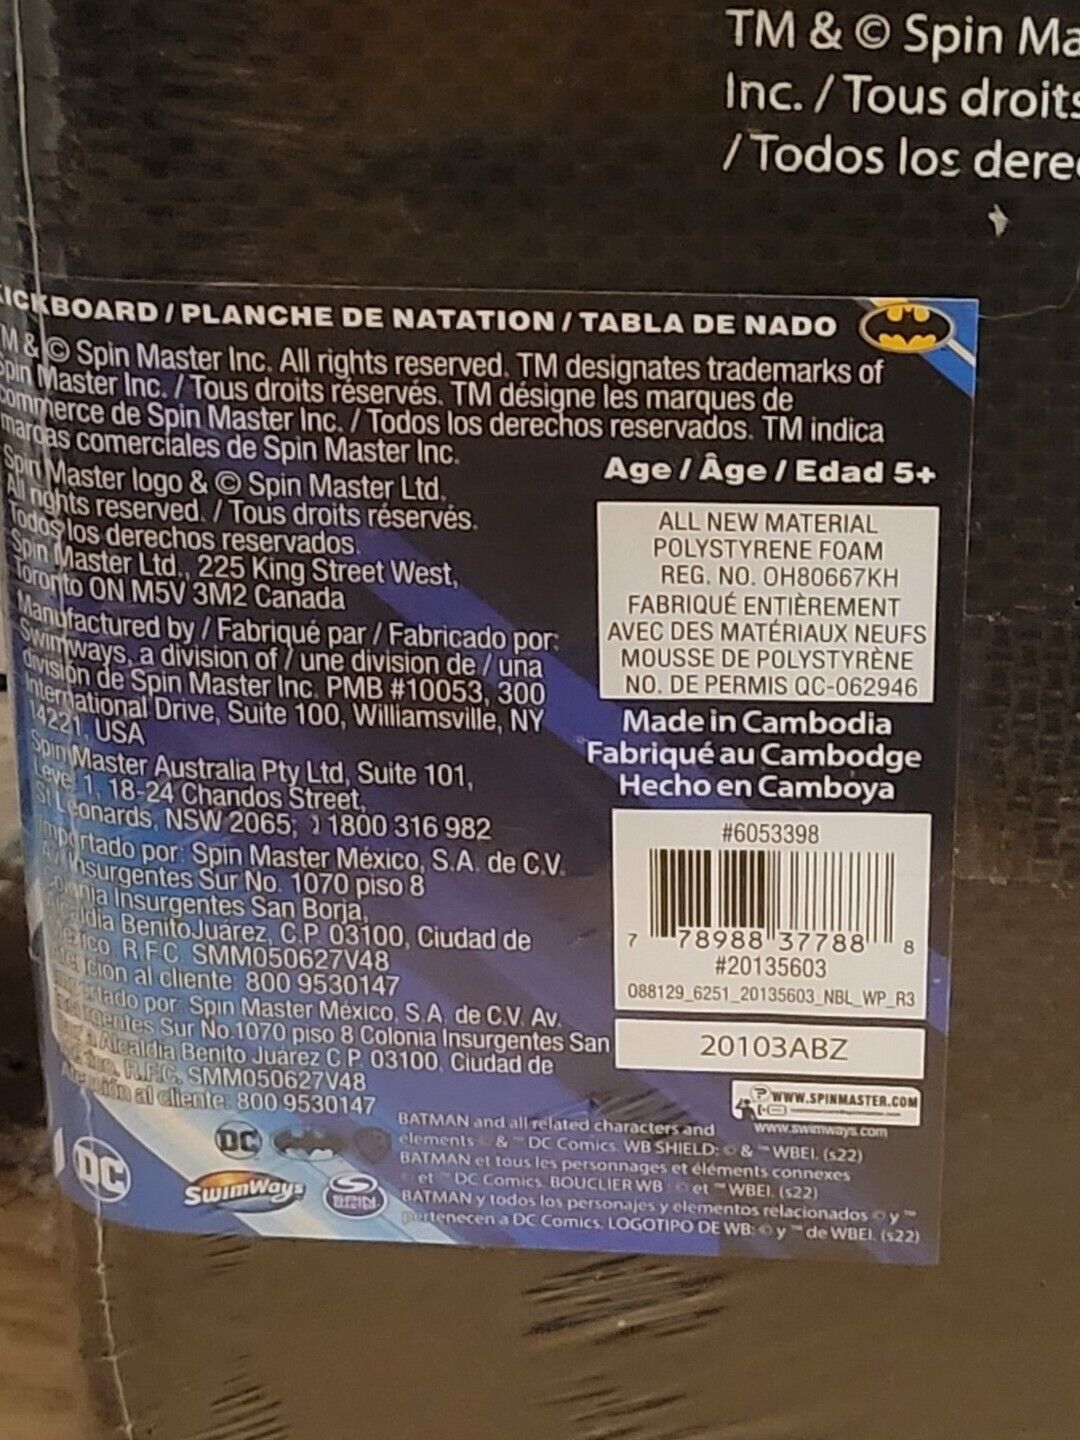 TM & © Spin Ma
Inc. / Tous droits
/ Todos los dere
KICKBOARD / PLANCHE DE NATATION / TABLA DE NADO
TM & © Spin Master Inc. All rights reserved. TM designates trademarks of
Spin Master Inc. / Tous droits réservés. TM désigne les marques de
commerce de Spin Master Inc. / Todos los derechos reservados. TM indica
marcas comerciales de Spin Master Inc.
Spin Master logo & © Spin Master Ltd.
All rights reserved. / Tous droits réservés.
Todos los derechos reservados.
Spin Master Ltd., 225 King Street West,
Toronto ON M5V 3M2 Canada
Manufactured by / Fabriqué par / Fabricado por:
Swimways, a division of / une division de / una
división de Spin Master Inc. PMB #10053, 300
International Drive, Suite 100, Williamsville, NY
14221, USA
Spin Master Australia Pty Ltd, Suite 101,
Level 1, 18-24 Chandos Street,
St Leonards, NSW 2065; 1800 316 982
Importado por: Spin Master México, S.A. de C.V.
Av. Insurgentes Sur No. 1070 piso 8
Colonia Insurgentes San Borja,
Alcaldia Benito Juárez, C.P. 03100, Ciudad de
México. R.F.C. SMM050627V48
Atención al cliente: 800 9530147
Importado por: Spin Master México, S.A. de C.V. Av.
Insurgentes Sur No.1070 piso 8 Colonia Insurgentes San
Borja Alcaldia Benito Juárez C.P. 03100, Ciudad de
México. R.F.C. SMM050627V48
Atención al cliente: 800 9530147
Age / Âge / Edad 5+
ALL NEW MATERIAL
POLYSTYRENE FOAM
REG. NO. OH80667KH
FABRIQUÉ ENTIÈREMENT
AVEC DES MATÉRIAUX NEUFS
MOUSSE DE POLYSTYRÈNE
NO. DE PERMIS QC-062946
Made in Cambodia
Fabriqué au Cambodge
Hecho en Camboya
#6053398
7 78988 37788 8
#20135603
088129_6251_20135603_NBL_WP_R3
20103ABZ
WWW.SPINMASTER.COM
www.swimways.com
DC
DC
SwimWays
SPIN
BATMAN and all related characters and
elements © & ™ DC Comics. WB SHIELD: © & ™ WBEI. (s22)
BATMAN et tous les personnages et éléments connexes
© et ™ DC Comics. BOUCLIER WB © et ™ WBEI. (s22)
BATMAN y todos los personajes y elementos relacionados © y ™
pertenecen a DC Comics. LOGOTIPO DE WB: © y ™ de WBEI. (s22)